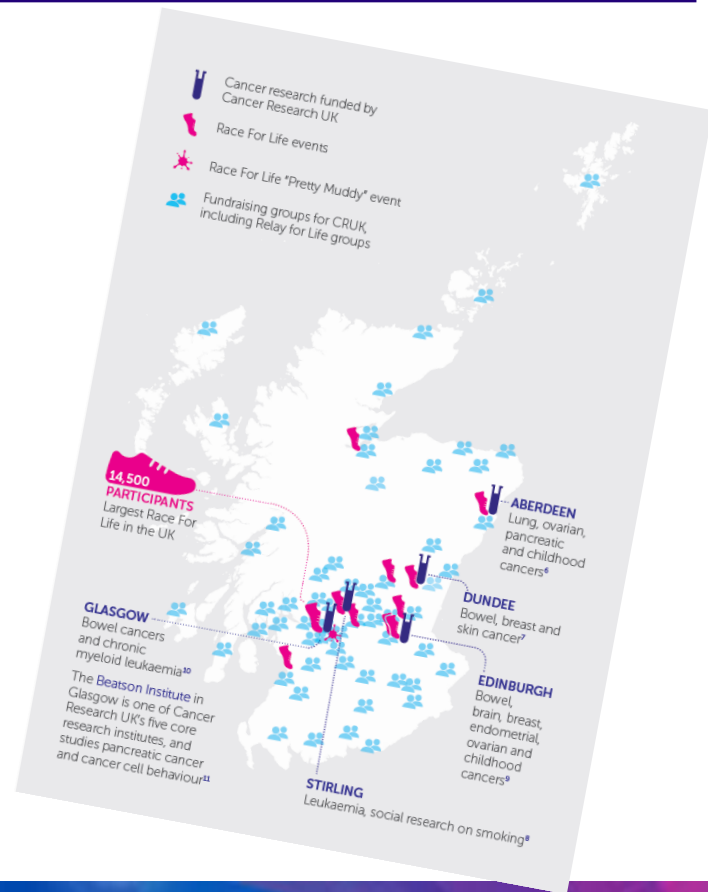 Cancer research funded by
Cancer Research UK
Race For Life events
Race For Life "Pretty Muddy" event
Fundraising groups for CRUK,
including Relay for Life groups
14,500
PARTICIPANTS
Largest Race For
Life in the UK
ABERDEEN
Lung, ovarian,
pancreatic
and childhood
cancers⁶
DUNDEE
Bowel, breast and
skin cancer⁷
GLASGOW
Bowel cancers
and chronic
myeloid leukaemia¹⁰
The Beatson Institute in
Glasgow is one of Cancer
Research UK's five core
research institutes, and
studies pancreatic cancer
and cancer cell behaviour¹¹
EDINBURGH
Bowel,
brain, breast,
endometrial,
ovarian and
childhood
cancers⁹
STIRLING
Leukaemia, social research on smoking⁸